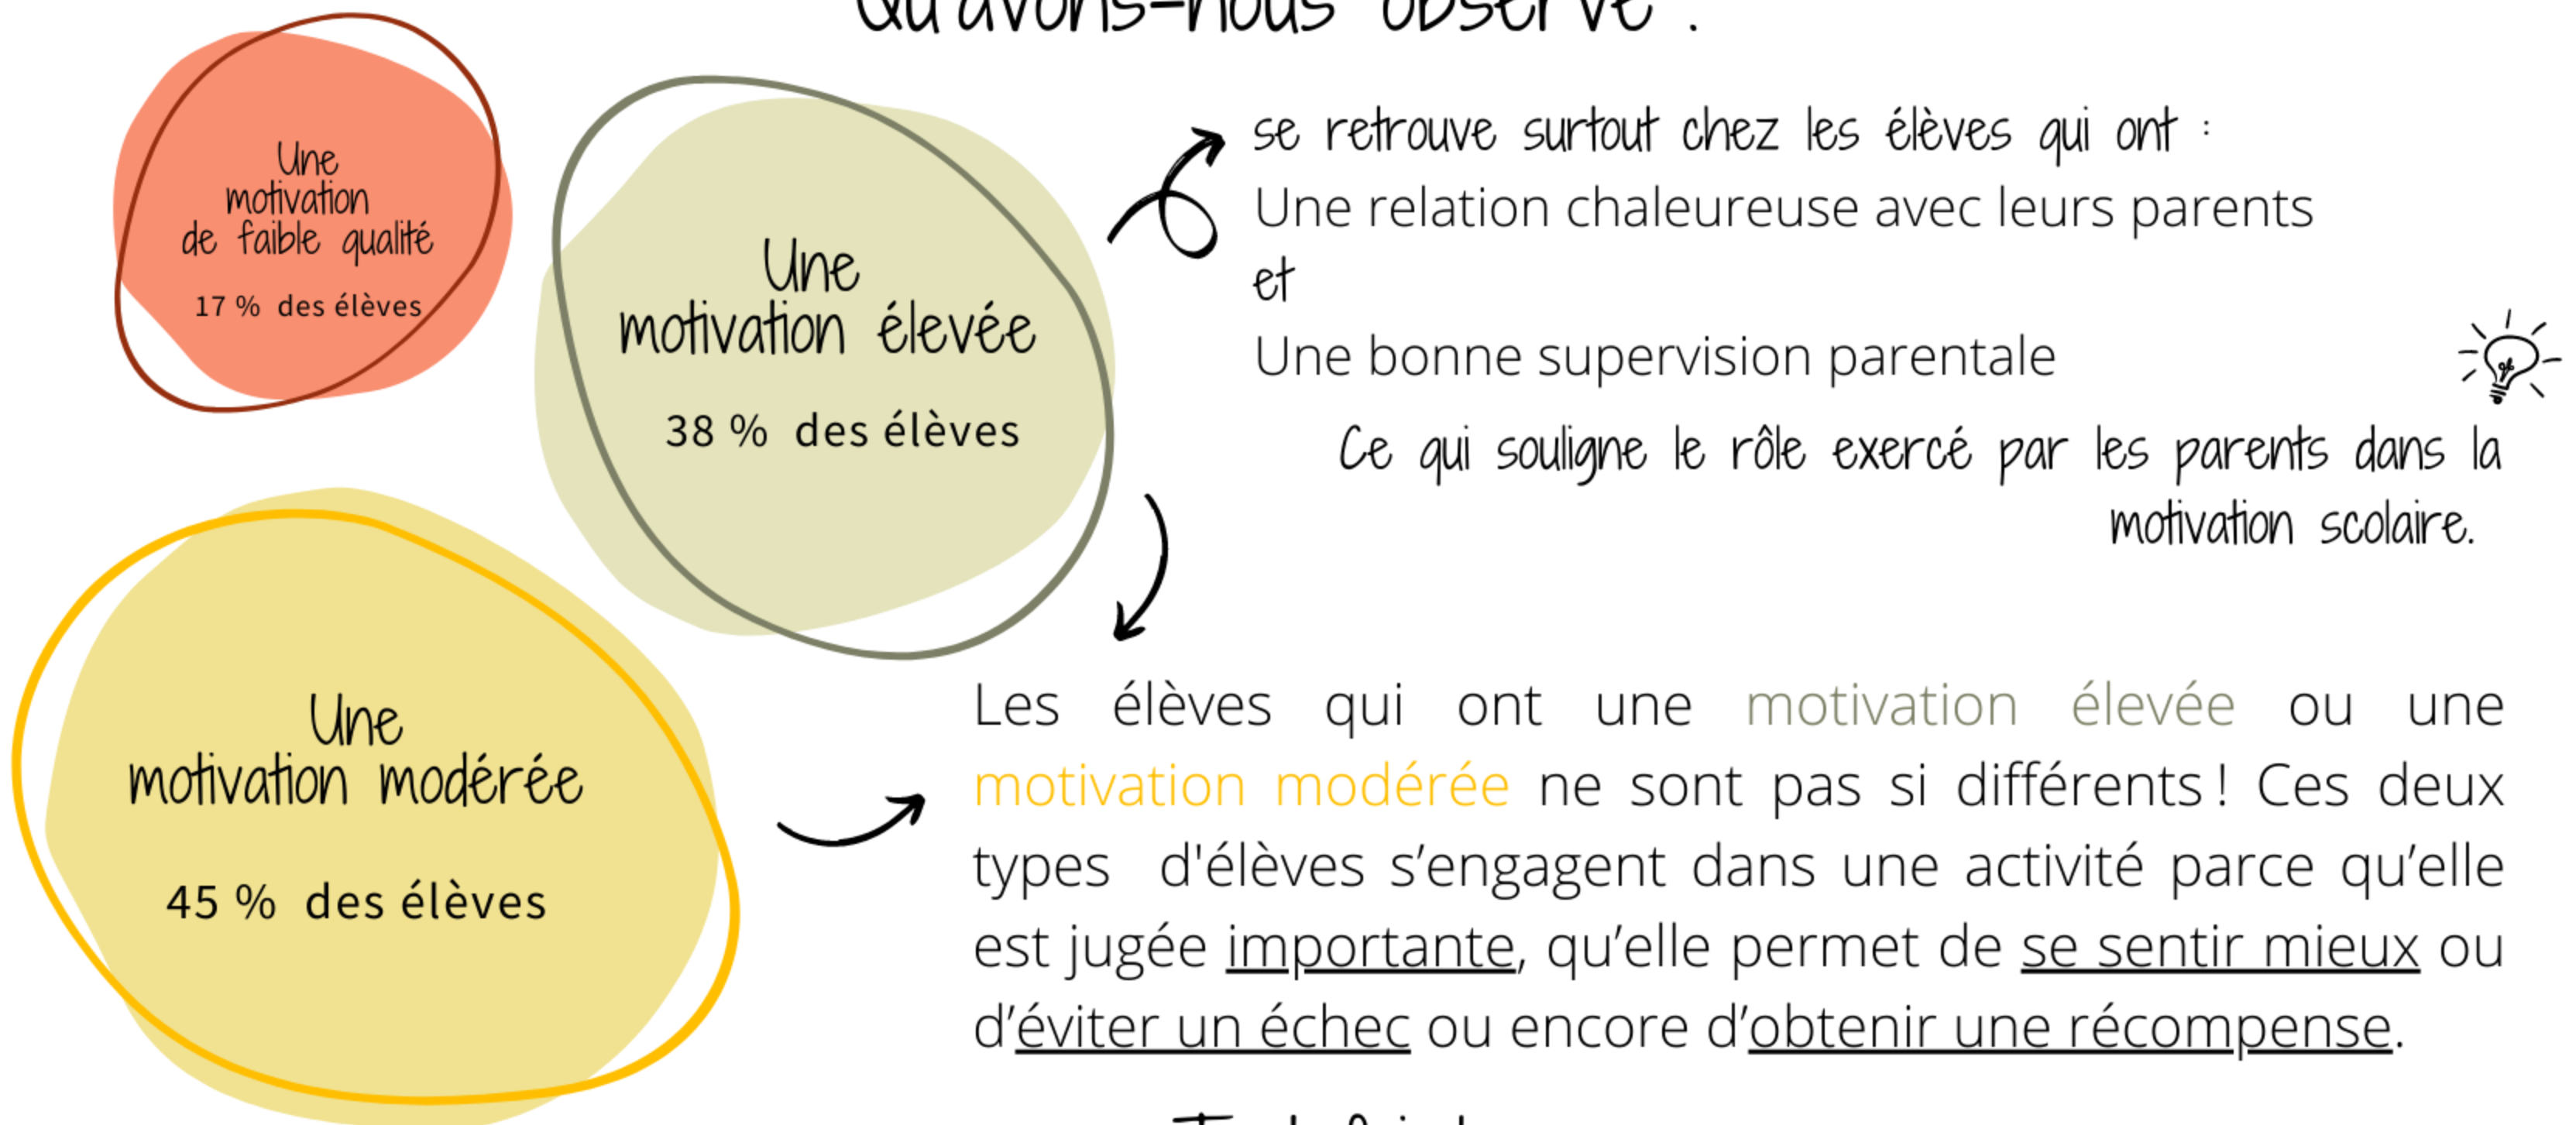 Qu'avons-nous observé
Une
motivation
de faible qualité
17 % des élèves
Une
motivation élevée
38 % des élèves
se retrouve surtout chez les élèves qui ont :
Une relation chaleureuse avec leurs parents
et
Une bonne supervision parentale
Ce qui souligne le rôle exercé par les parents dans la
motivation scolaire.
Une
motivation modérée
45 % des élèves
Les élèves qui ont une motivation élevée ou une
motivation modérée ne sont pas si différents ! Ces deux
types d'élèves s’engagent dans une activité parce qu’elle
est jugée importante, qu’elle permet de se sentir mieux ou
d’éviter un échec ou encore d’obtenir une récompense.